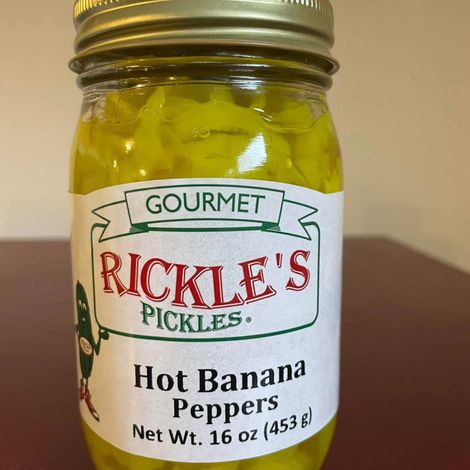 GOURMET
RICKLE'S
PICKLES®
Hot Banana
Peppers
Net Wt. 16 oz (453 g)